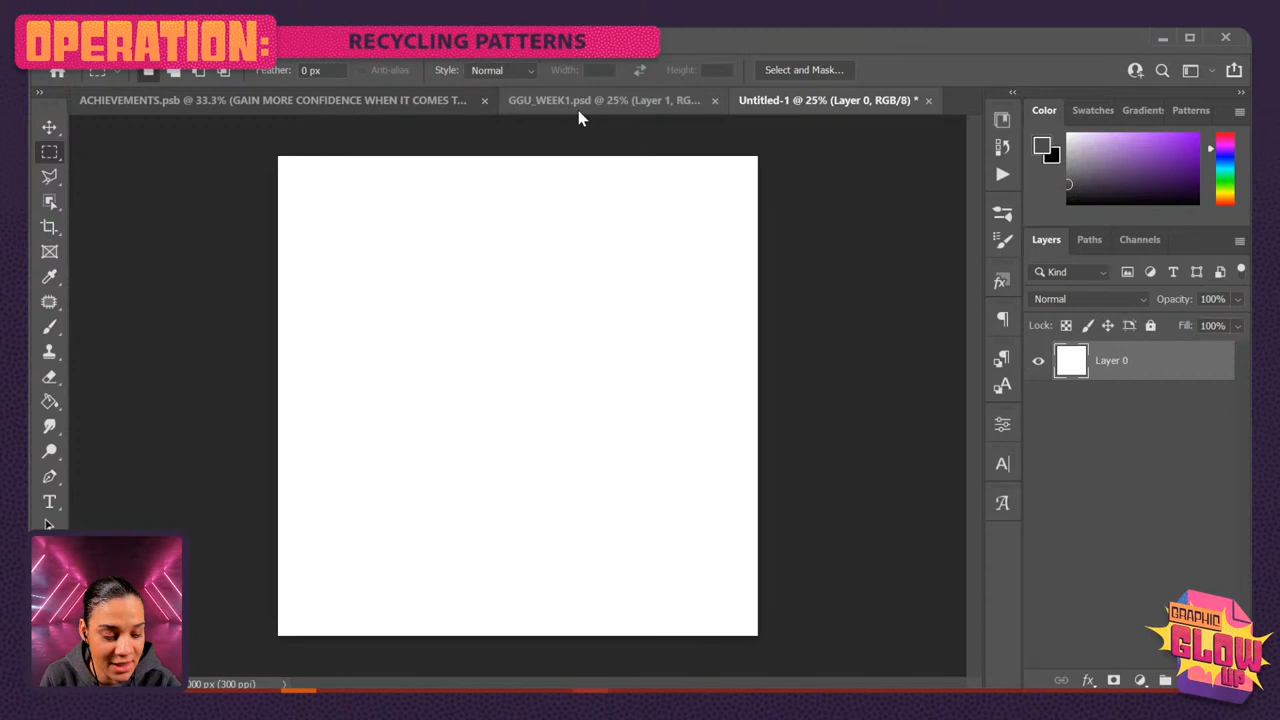 OPERATION:
RECYCLING PATTERNS
Feather: 0 px
Anti-alias
Style: Normal
Width:
Height:
Select and Mask...
ACHIEVEMENTS.psb @ 33.3% (GAIN MORE CONFIDENCE WHEN IT COMES T...
GGU_WEEK1.psd @ 25% (Layer 1, RG...
Untitled-1 @ 25% (Layer 0, RGB/8) *
Color
Swatches
Gradient:
Patterns
Layers
Paths
Channels
Kind
Normal
Opacity: 100%
Lock:
Fill: 100%
Layer 0
000 px (300 ppi)
GRAPHIC
GLOW
UP